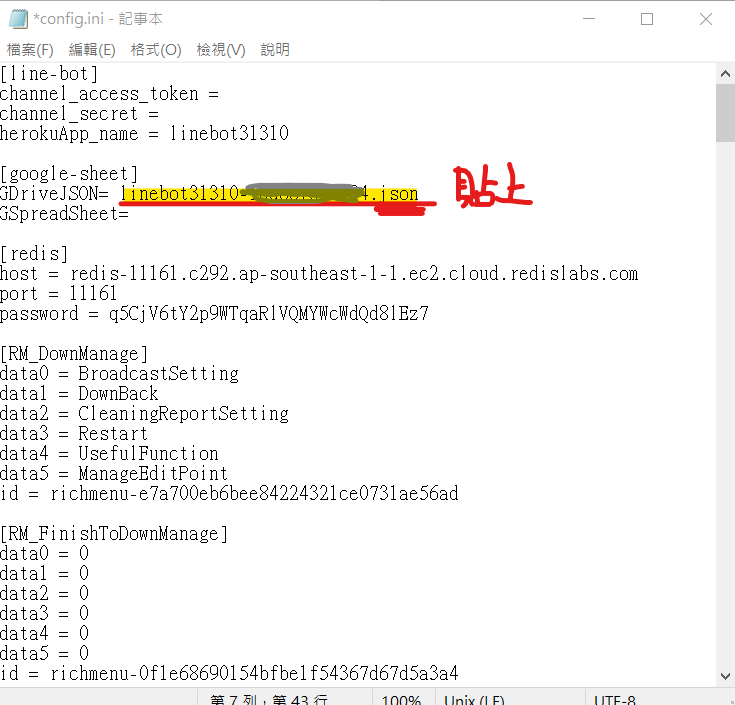 *config.ini - 記事本
檔案(F) 編輯(E) 格式(O) 檢視(V) 說明
[line-bot]
channel_access_token =
channel_secret =
herokuApp_name = linebot31310
[google-sheet]
GDriveJSON= linebot31310- 4.json 貼上
GSpreadSheet=
[redis]
host = redis-11161.c292.ap-southeast-1-1.ec2.cloud.redislabs.com
port = 11161
password = q5CjV6tY2p9WTqaRlVQMYWcWdQd8lEz7
[RM_DownManage]
data0 = BroadcastSetting
data1 = DownBack
data2 = CleaningReportSetting
data3 = Restart
data4 = UsefulFunction
data5 = ManageEditPoint
id = richmenu-e7a700eb6bee84224321ce0731ae56ad
[RM_FinishToDownManage]
data0 = 0
data1 = 0
data2 = 0
data3 = 0
data4 = 0
data5 = 0
id = richmenu-0f1e68690154bfbe1f54367d67d5a3a4
第 7 列，第 43 行 100% Unix (LF) UTF-8